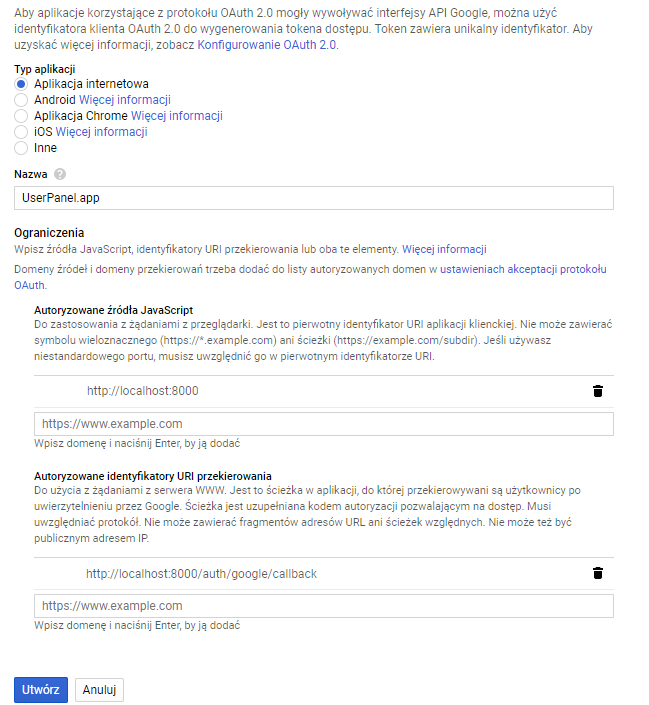 Aby aplikacje korzystające z protokołu OAuth 2.0 mogły wywoływać interfejsy API Google, można użyć
identyfikatora klienta OAuth 2.0 do wygenerowania tokena dostępu. Token zawiera unikalny identyfikator. Aby
uzyskać więcej informacji, zobacz Konfigurowanie OAuth 2.0.
Typ aplikacji
Aplikacja internetowa
Android Więcej informacji
Aplikacja Chrome Więcej informacji
iOS Więcej informacji
Inne
Nazwa ?
UserPanel.app
Ograniczenia
Wpisz źródła JavaScript, identyfikatory URI przekierowania lub oba te elementy. Więcej informacji
Domeny źródeł i domeny przekierowań trzeba dodać do listy autoryzowanych domen w ustawieniach akceptacji protokołu
OAuth.
Autoryzowane źródła JavaScript
Do zastosowania z żądaniami z przeglądarki. Jest to pierwotny identyfikator URI aplikacji klienckiej. Nie może zawierać
symbolu wieloznacznego (https://*.example.com) ani ścieżki (https://example.com/subdir). Jeśli używasz
niestandardowego portu, musisz uwzględnić go w pierwotnym identyfikatorze URI.
http://localhost:8000
https://www.example.com
Wpisz domenę i naciśnij Enter, by ją dodać
Autoryzowane identyfikatory URI przekierowania
Do użycia z żądaniami z serwera WWW. Jest to ścieżka w aplikacji, do której przekierowywani są użytkownicy po
uwierzytelnieniu przez Google. Ścieżka jest uzupełniana kodem autoryzacji pozwalającym na dostęp. Musi
uwzględniać protokół. Nie może zawierać fragmentów adresów URL ani ścieżek względnych. Nie może też być
publicznym adresem IP.
http://localhost:8000/auth/google/callback
https://www.example.com
Wpisz domenę i naciśnij Enter, by ją dodać
Utwórz Anuluj